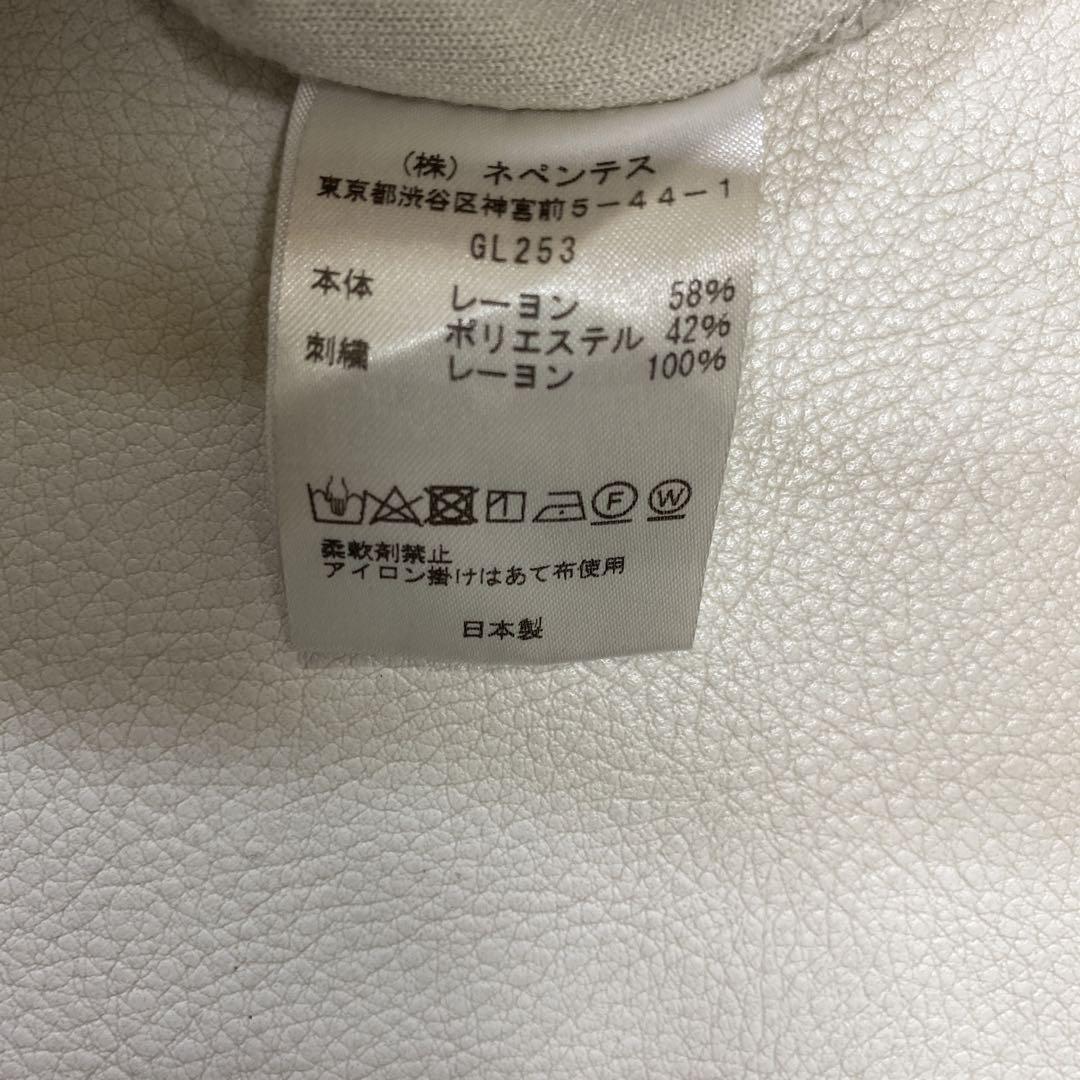 （株）ネペンテス
東京都渋谷区神宮前５－４４－１
GL253
本体 レーヨン 58%
ポリエステル 42%
刺繍 レーヨン 100%
F W
柔軟剤禁止
アイロン掛けはあて布使用
日本製